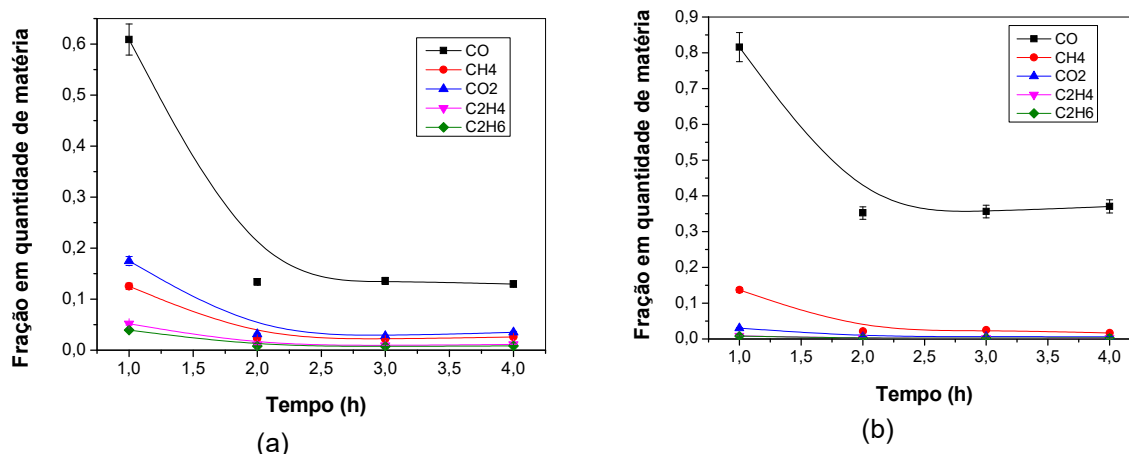 Fração em quantidade de matéria
0,6
0,5
0,4
0,3
0,2
0,1
0,0
CO
CH4
CO2
C2H4
C2H6
1,0 1,5 2,0 2,5 3,0 3,5 4,0
Tempo (h)
(a)
Fração em quantidade de matéria
0,9
0,8
0,7
0,6
0,5
0,4
0,3
0,2
0,1
0,0
CO
CH4
CO2
C2H4
C2H6
1,0 1,5 2,0 2,5 3,0 3,5 4,0
Tempo (h)
(b)